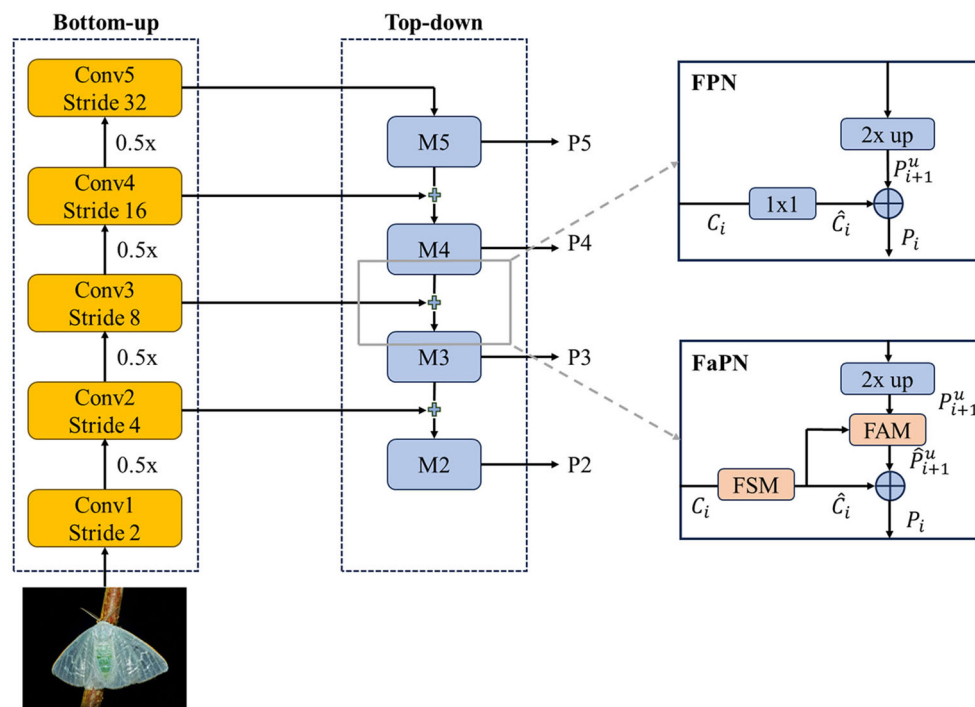 Bottom-up
Conv5
Stride 32
0.5x
Conv4
Stride 16
0.5x
Conv3
Stride 8
0.5x
Conv2
Stride 4
0.5x
Conv1
Stride 2
Top-down
M5
P5
M4
P4
M3
P3
M2
P2
FPN
2x up
P^u_{i+1}
C_i
1x1
Ĉ_i
P_i
FaPN
2x up
P^u_{i+1}
FAM
P̂^u_{i+1}
C_i
FSM
Ĉ_i
P_i